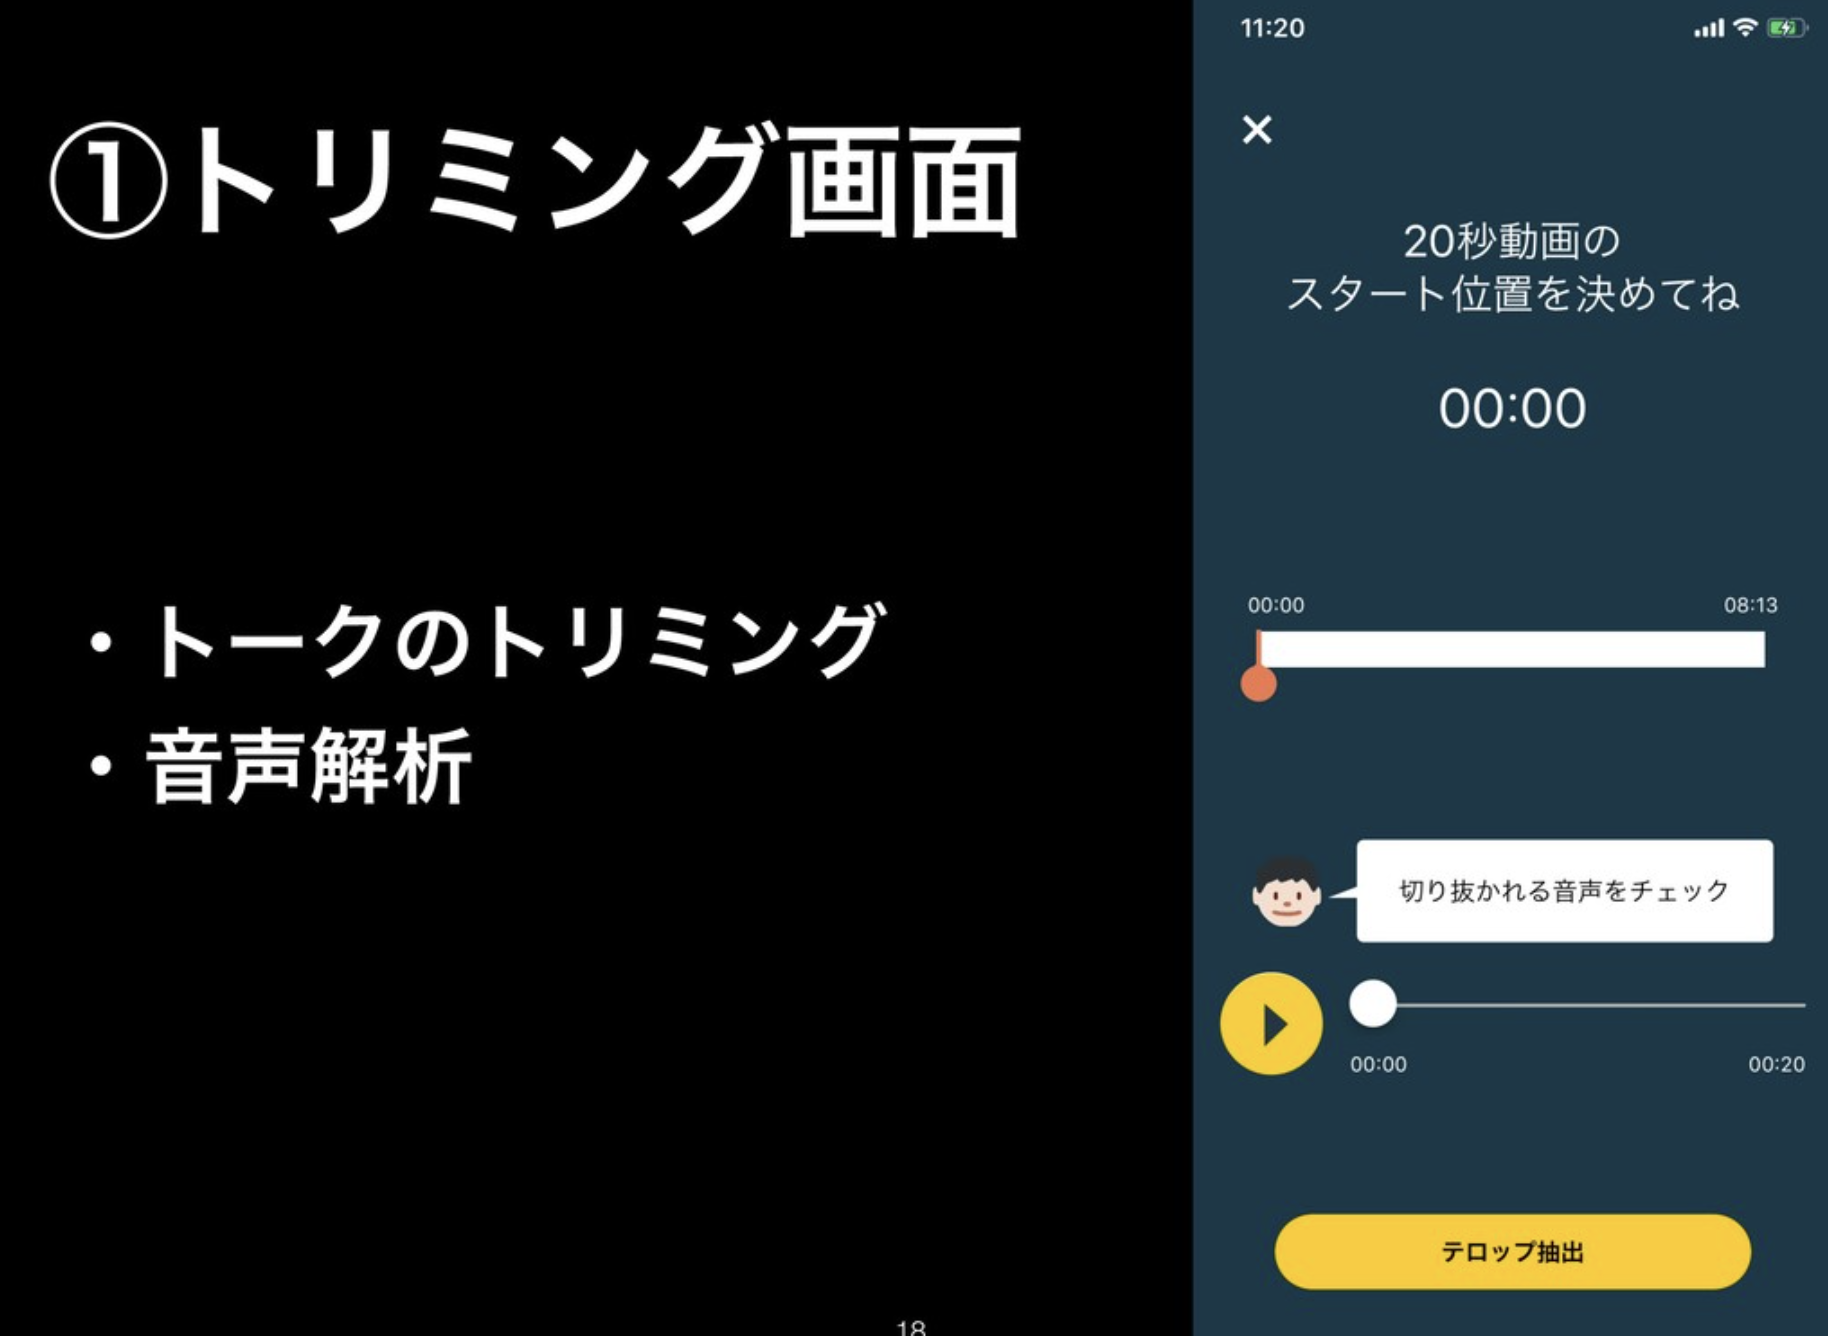 ①トリミング画面
・トークのトリミング
・音声解析
18
11:20
×
20秒動画の
スタート位置を決めてね
00:00
00:00 08:13
切り抜かれる音声をチェック
00:00 00:20
テロップ抽出